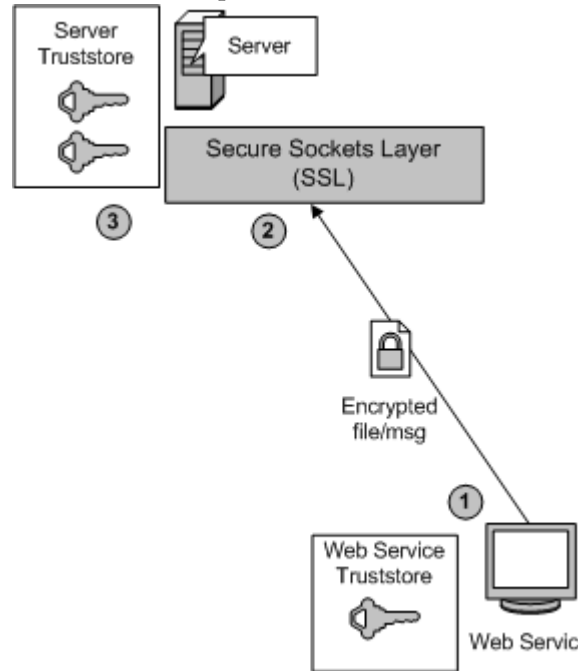 Server
Truststore
Server
Secure Sockets Layer
(SSL)
3
2
Encrypted
file/msg
1
Web Service
Truststore
Web Servic